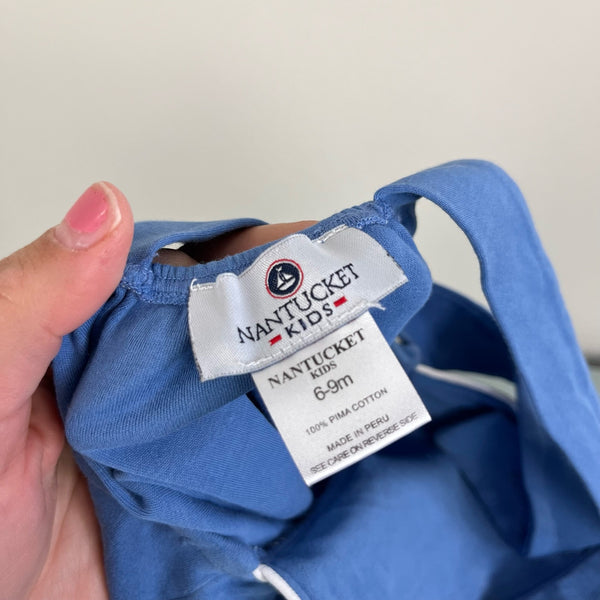 NANTUCKET
KIDS
NANTUCKET
KIDS
6-9m
100% PIMA COTTON
MADE IN PERU
SEE CARE ON REVERSE SIDE